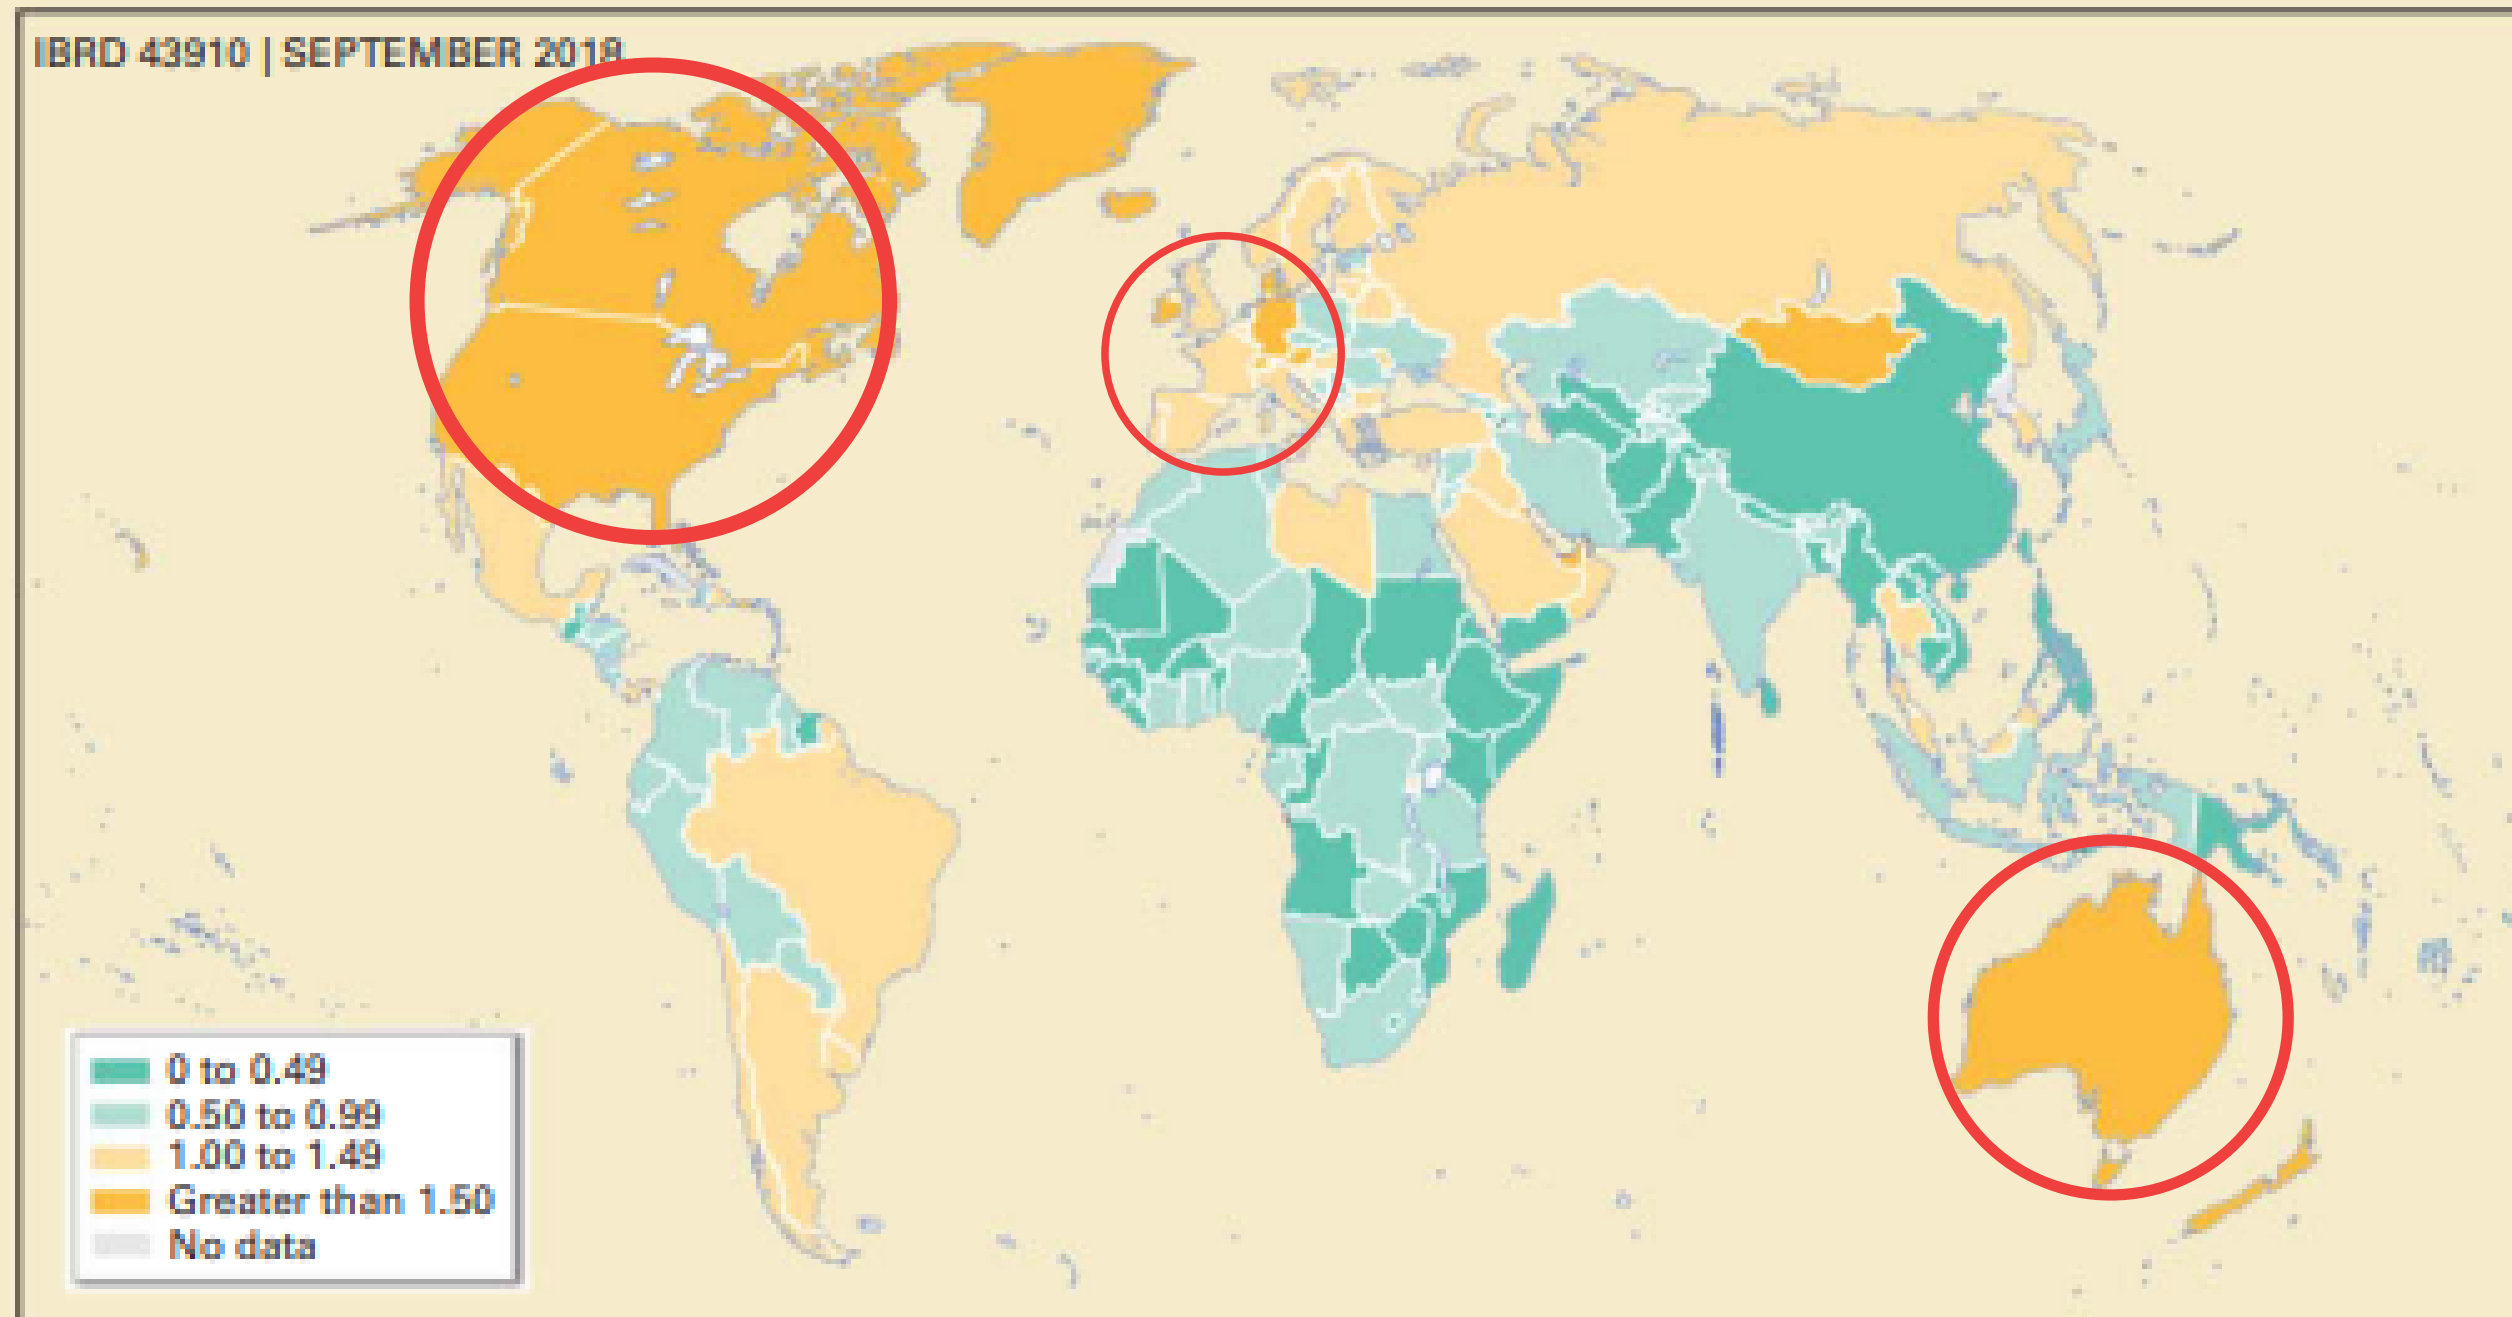 IBRD 43910 | SEPTEMBER 2018
0 to 0.49
0.50 to 0.99
1.00 to 1.49
Greater than 1.50
No data